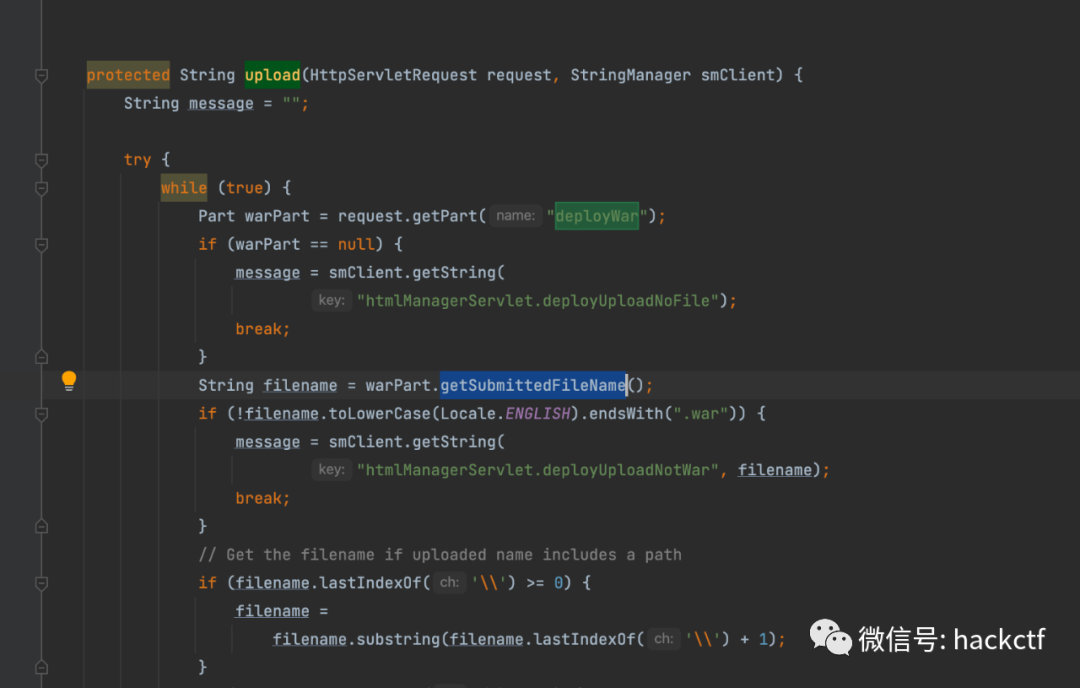 protected String upload(HttpServletRequest request, StringManager smClient) {
String message = "";
try {
while (true) {
Part warPart = request.getPart( name: "deployWar");
if (warPart == null) {
message = smClient.getString(
key: "htmlManagerServlet.deployUploadNoFile");
break;
}
String filename = warPart.getSubmittedFileName();
if (!filename.toLowerCase(Locale.ENGLISH).endsWith(".war")) {
message = smClient.getString(
key: "htmlManagerServlet.deployUploadNotWar", filename);
break;
}
// Get the filename if uploaded name includes a path
if (filename.lastIndexOf( ch: '\\') >= 0) {
filename =
filename.substring(filename.lastIndexOf( ch: '\\') + 1);
}
微信号: hackctf